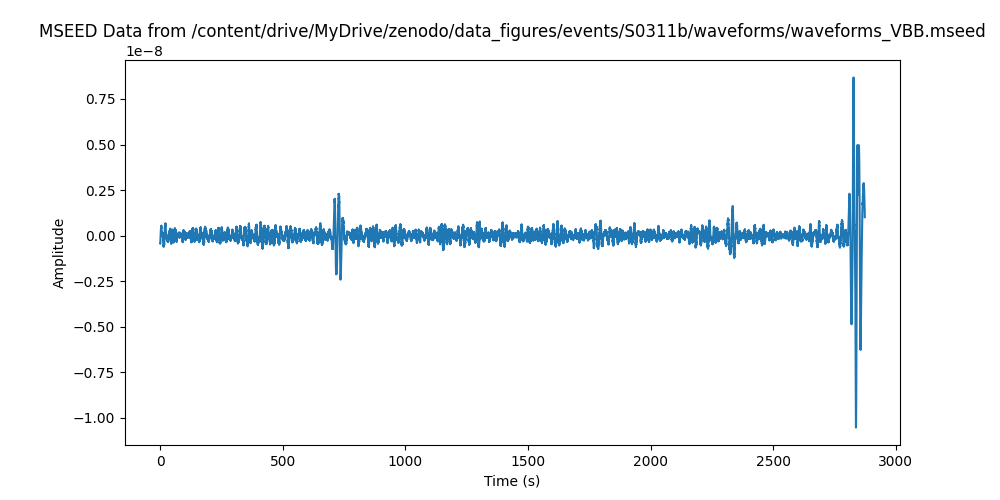 MSEED Data from /content/drive/MyDrive/zenodo/data_figures/events/S0311b/waveforms/waveforms_VBB.mseed
1e−8
0.75
0.50
0.25
0.00
−0.25
−0.50
−0.75
−1.00
Amplitude
0 500 1000 1500 2000 2500 3000
Time (s)